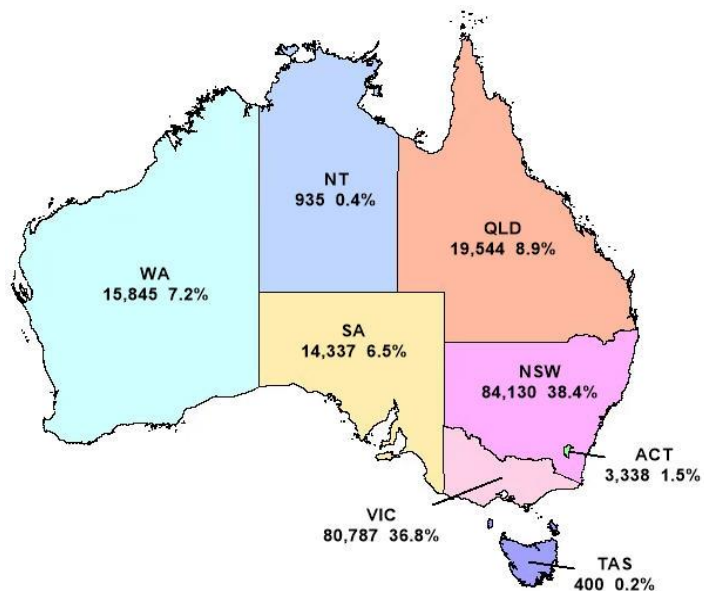 NT
935 0.4%
QLD
19,544 8.9%
WA
15,845 7.2%
SA
14,337 6.5%
NSW
84,130 38.4%
ACT
3,338 1.5%
VIC
80,787 36.8%
TAS
400 0.2%